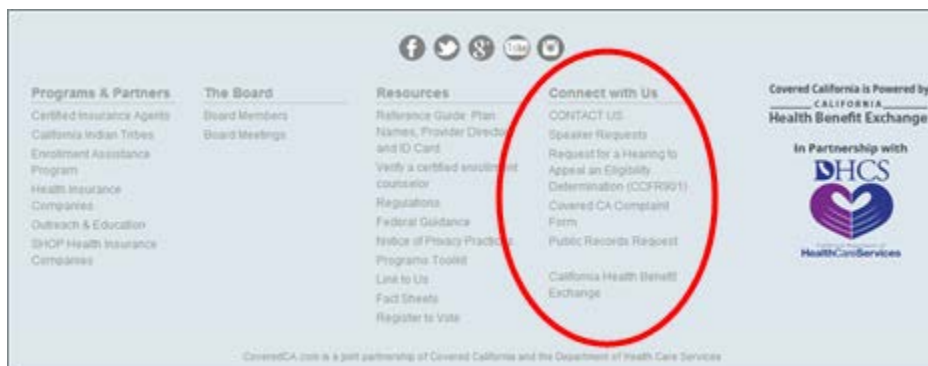 Programs & Partners
Certified Insurance Agents
California Indian Tribes
Enrollment Assistance
Program
Health Insurance
Companies
Outreach & Education
SHOP Health Insurance
Companies
The Board
Board Members
Board Meetings
Resources
Reference Guide: Plan
Names, Provider Director
and ID Card
Verify a certified enrollment
counselor
Regulations
Federal Guidance
Notice of Privacy Practices
Programs Toolkit
Link to Us
Fact Sheets
Register to Vote
Connect with Us
CONTACT US
Speaker Requests
Request for a Hearing to
Appeal an Eligibility
Determination (CCFR901)
Covered CA Complaint
Form
Public Records Request
California Health Benefit
Exchange
Covered California is Powered by
CALIFORNIA
Health Benefit Exchange
In Partnership with
DHCS
HealthCareServices
CoveredCA.com is a joint partnership of Covered California and the Department of Health Care Services